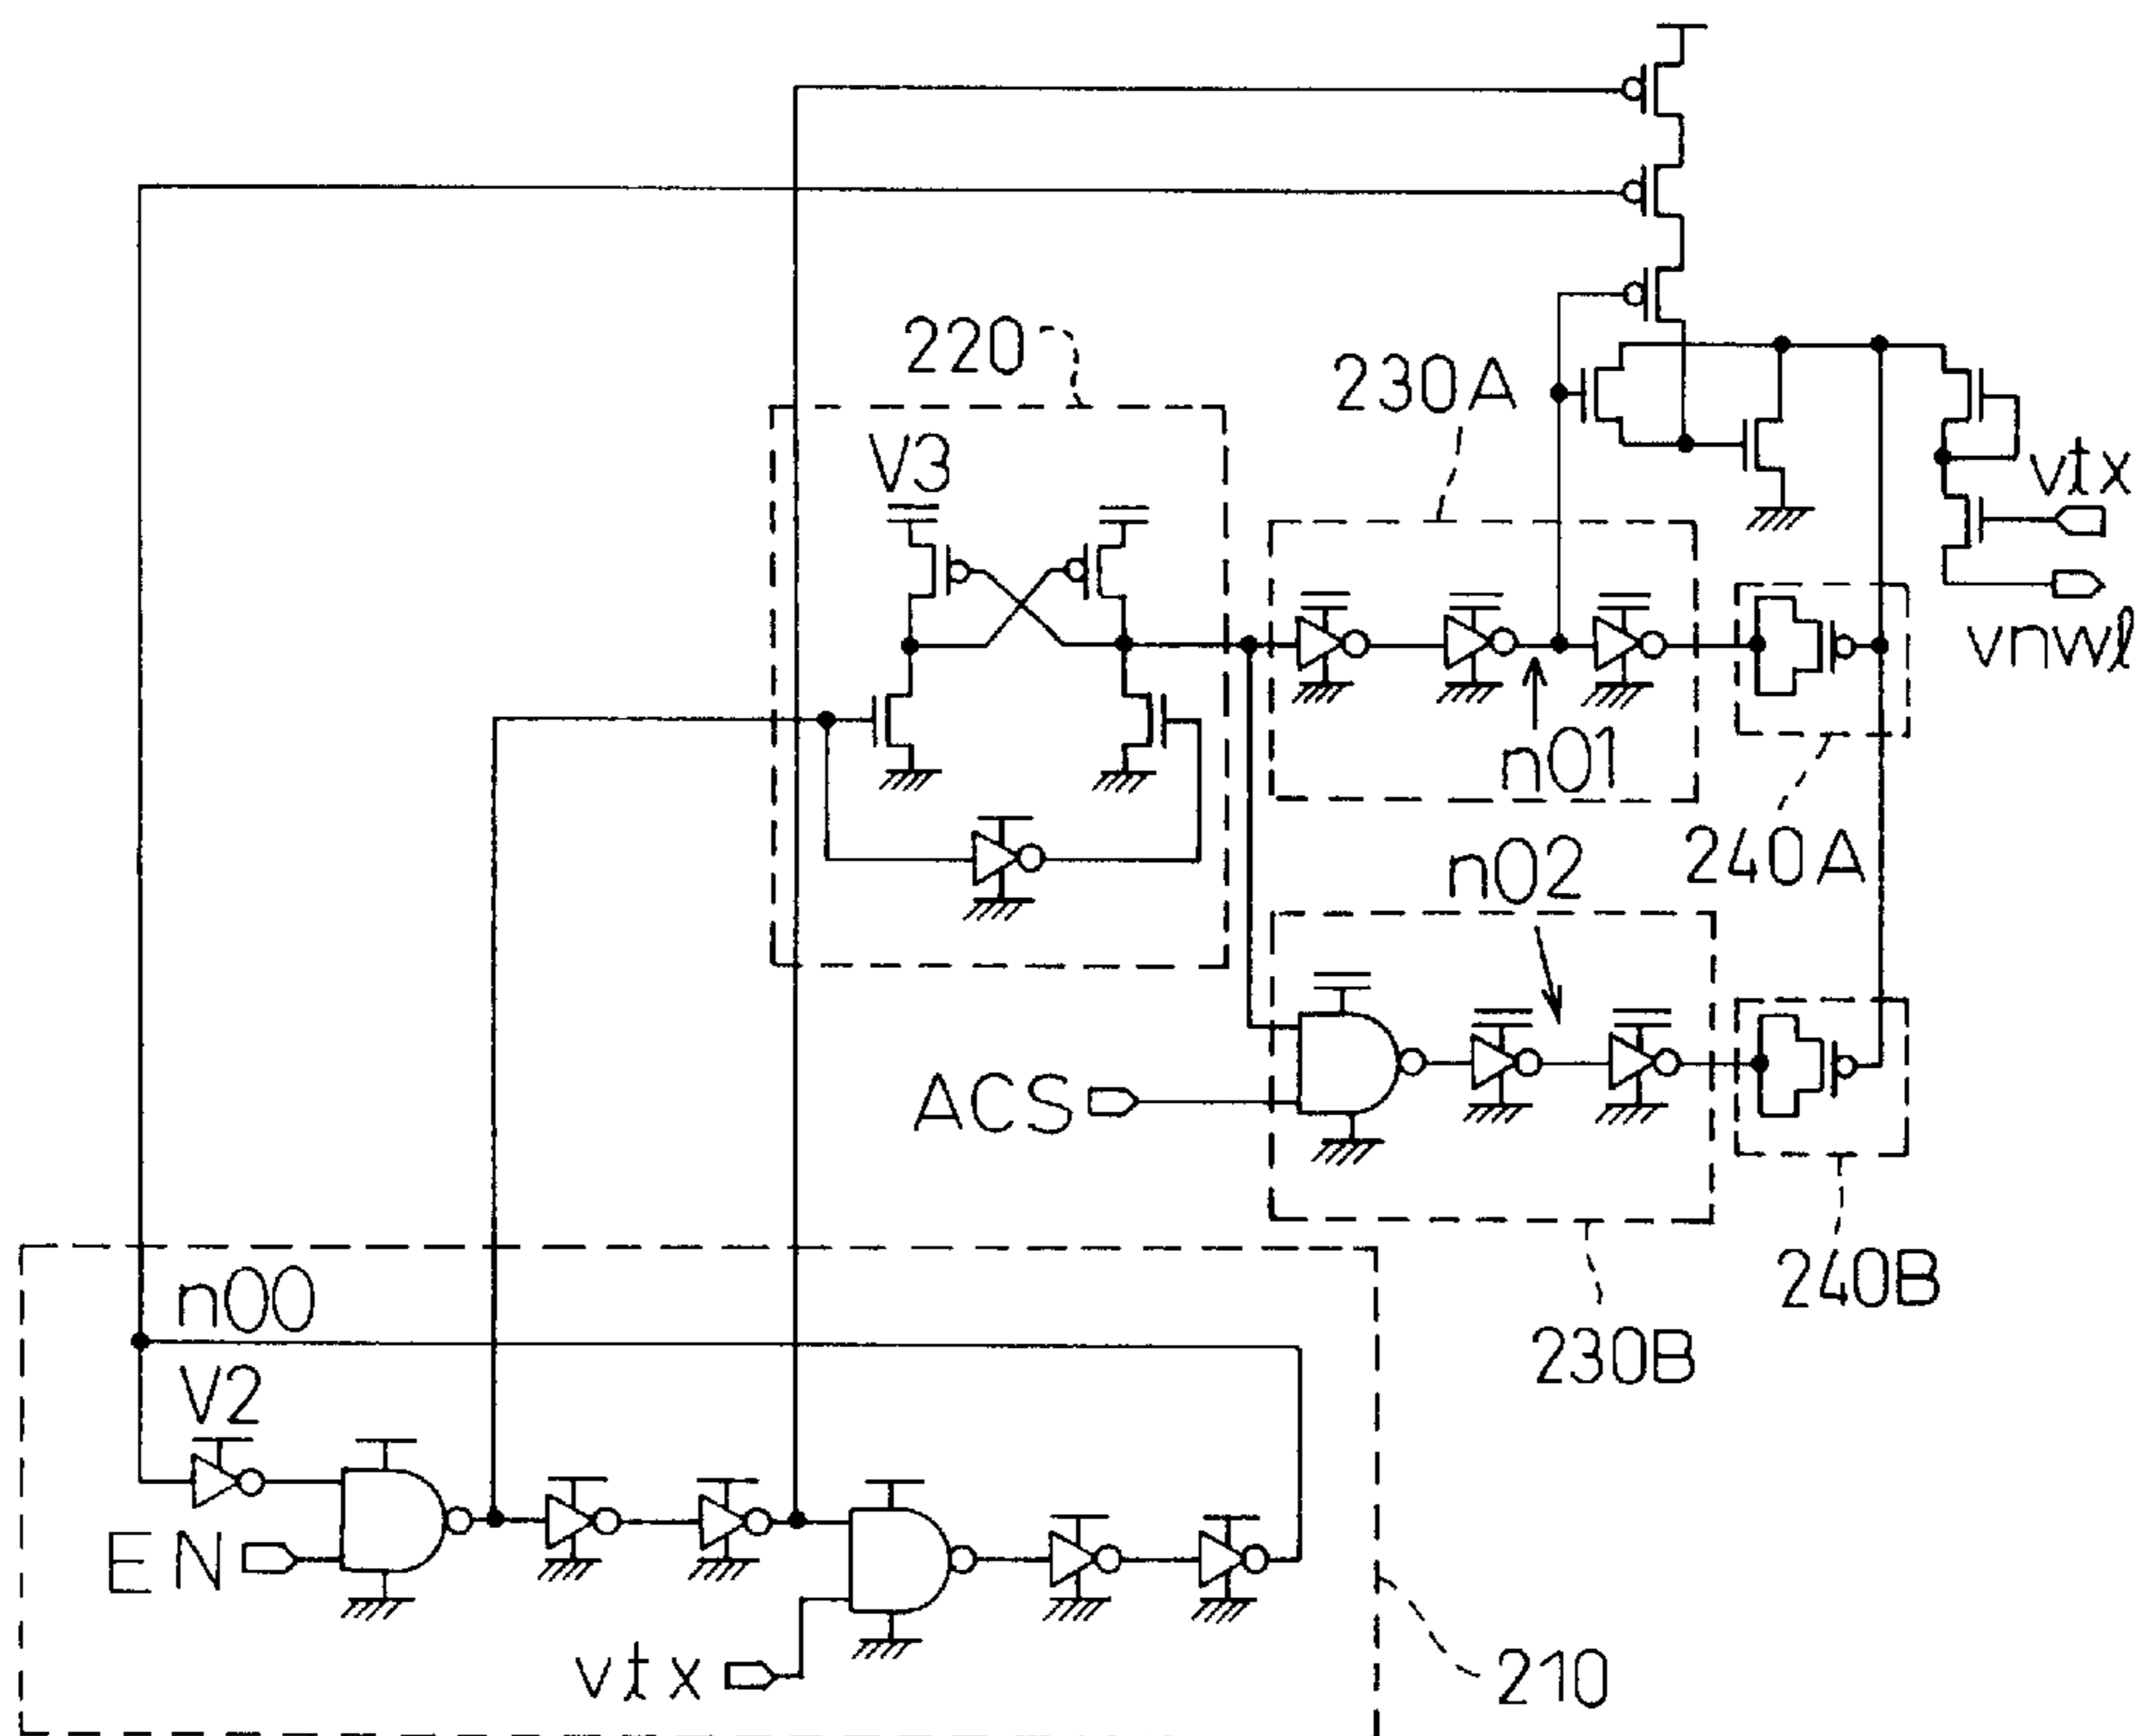 220
230A
V3
vtx
vnwl
n01
240A
n02
ACS
240B
n00
230B
V2
EN
vtx
210